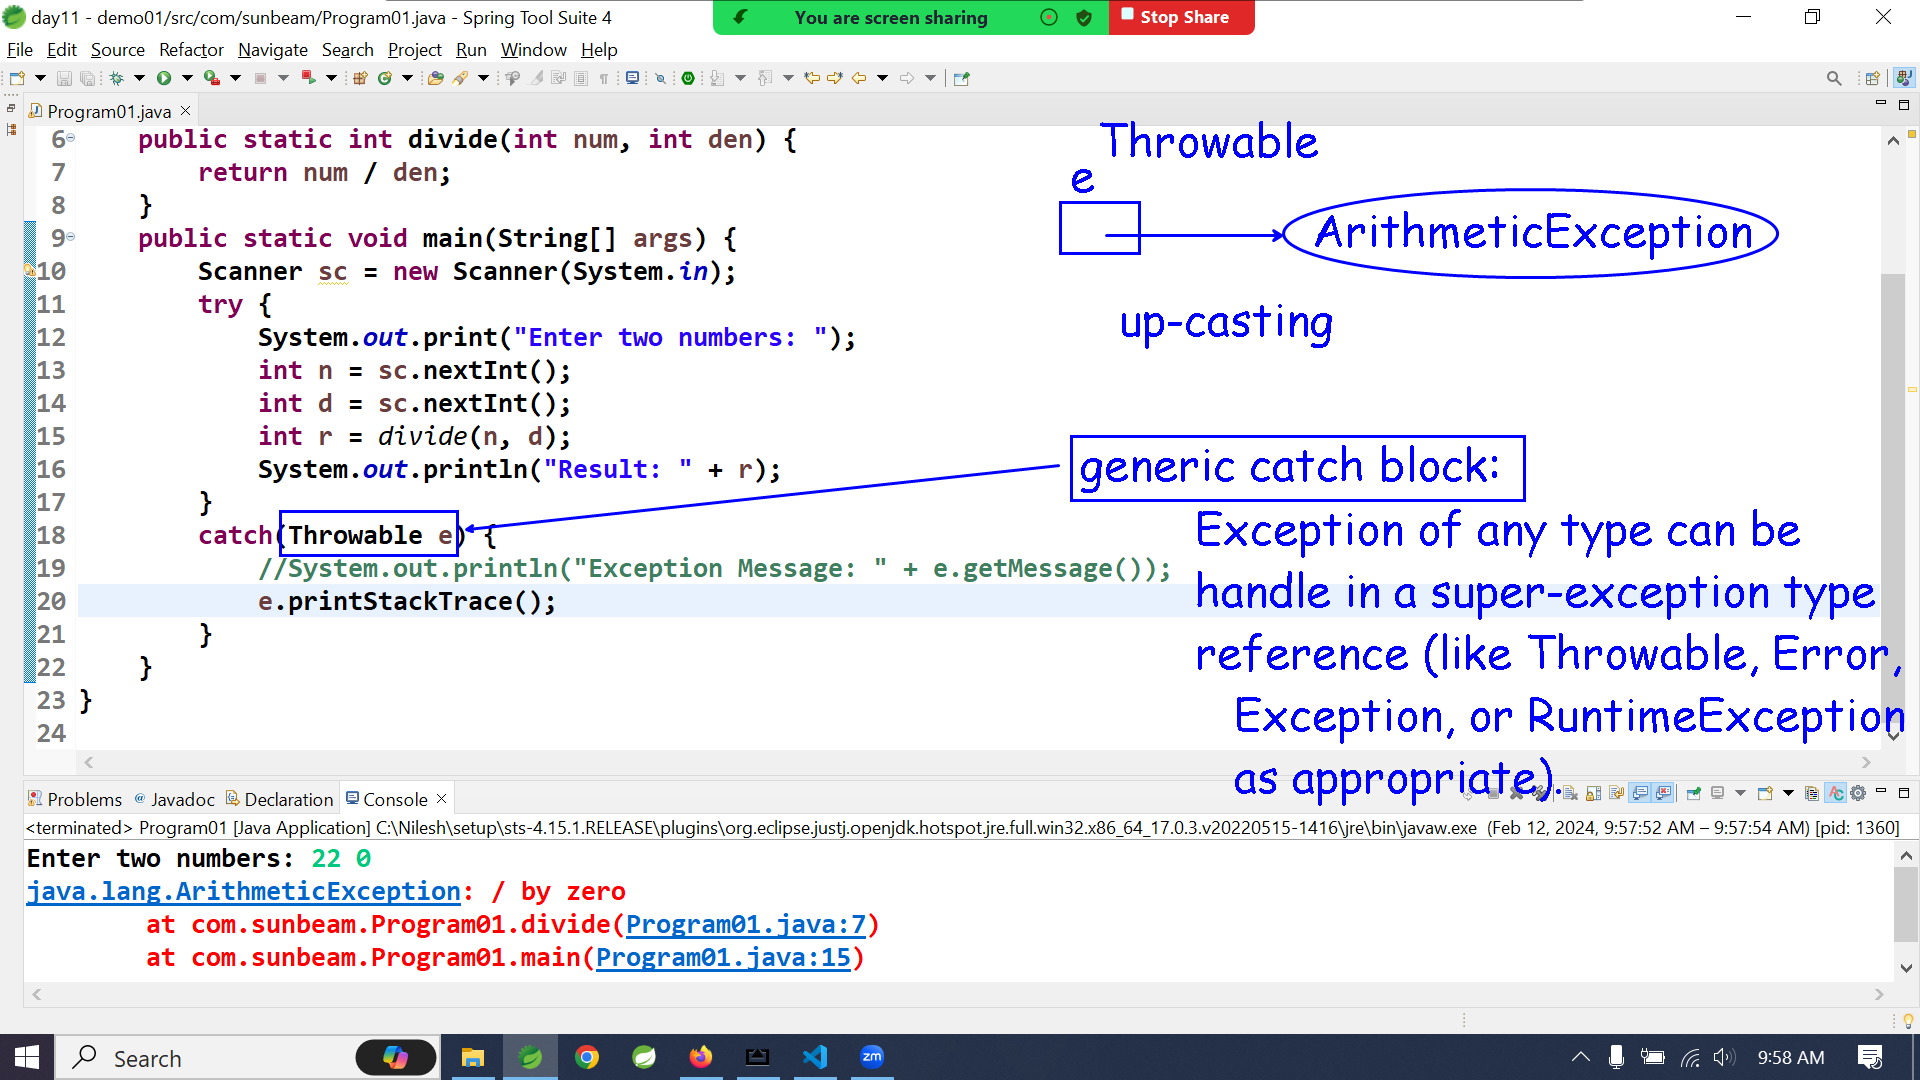 day11 - demo01/src/com/sunbeam/Program01.java - Spring Tool Suite 4
You are screen sharing
Stop Share
File Edit Source Refactor Navigate Search Project Run Window Help
Program01.java
6 public static int divide(int num, int den) {
7 return num / den;
8 }
9 public static void main(String[] args) {
10 Scanner sc = new Scanner(System.in);
11 try {
12 System.out.print("Enter two numbers: ");
13 int n = sc.nextInt();
14 int d = sc.nextInt();
15 int r = divide(n, d);
16 System.out.println("Result: " + r);
17 }
18 catch(Throwable e) {
19 //System.out.println("Exception Message: " + e.getMessage());
20 e.printStackTrace();
21 }
22 }
23 }
24
Throwable
e
ArithmeticException
up-casting
generic catch block:
Exception of any type can be
handle in a super-exception type
reference (like Throwable, Error,
Exception, or RuntimeException
as appropriate).
Problems @ Javadoc Declaration Console
<terminated> Program01 [Java Application] C:\Nilesh\setup\sts-4.15.1.RELEASE\plugins\org.eclipse.justj.openjdk.hotspot.jre.full.win32.x86_64_17.0.3.v20220515-1416\jre\bin\javaw.exe (Feb 12, 2024, 9:57:52 AM – 9:57:54 AM) [pid: 1360]
Enter two numbers: 22 0
java.lang.ArithmeticException: / by zero
at com.sunbeam.Program01.divide(Program01.java:7)
at com.sunbeam.Program01.main(Program01.java:15)
Search
zm
9:58 AM